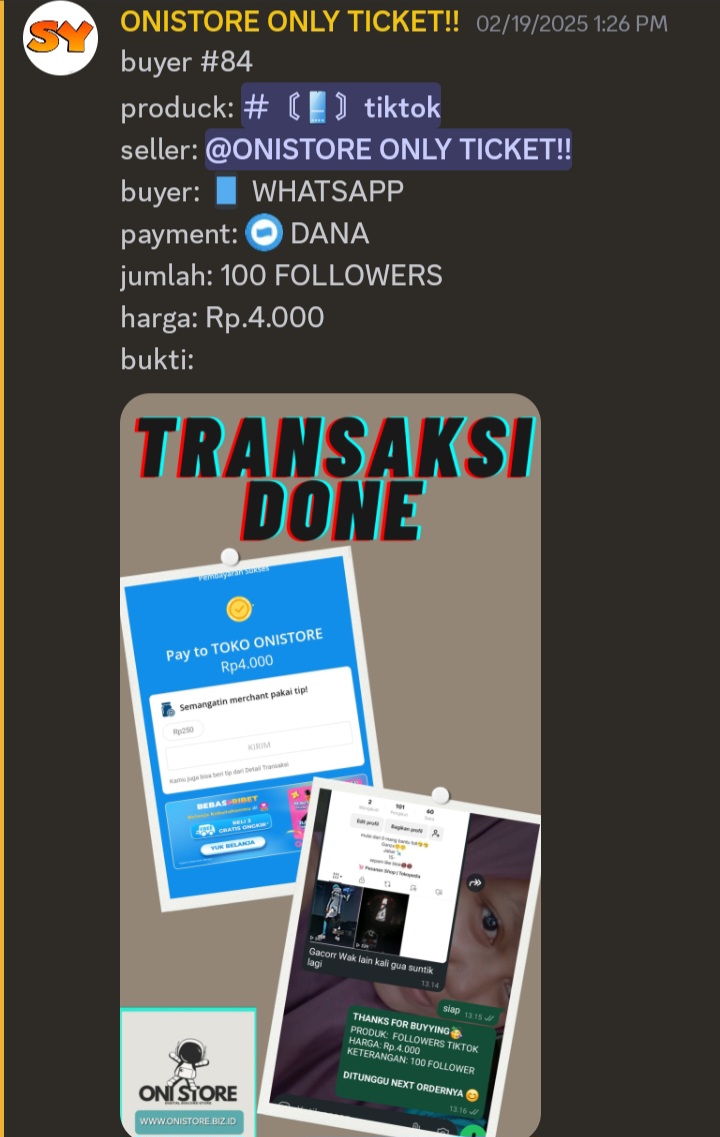 SY
ONISTORE ONLY TICKET!! 02/19/2025 1:26 PM
buyer #84
produck: # 〘📱〙tiktok
seller: @ONISTORE ONLY TICKET!!
buyer: WHATSAPP
payment: DANA
jumlah: 100 FOLLOWERS
harga: Rp.4.000
bukti:
TRANSAKSI
DONE
Pembayaran Sukses
Pay to TOKO ONISTORE
Rp4.000
Semangatin merchant pakai tip!
Rp250
KIRIM
Kamu juga bisa beri tip dari Detail Transaksi
BEBAS RIBET
BELI 2
GRATIS ONGKIR*
YUK BELANJA
2 101 60
Edit profil Bagikan profil
Pesanan Shop | Tokopedia
Gacorr Wak lain kali gua suntik
lagi
13.14
siap 13.15
THANKS FOR BUYYING🥳
PRODUK: FOLLOWERS TIKTOK
HARGA: Rp.4.000
KETERANGAN: 100 FOLLOWER
DITUNGGU NEXT ORDERNYA 😊
13.16
ONI STORE
WWW.ONISTORE.BIZ.ID